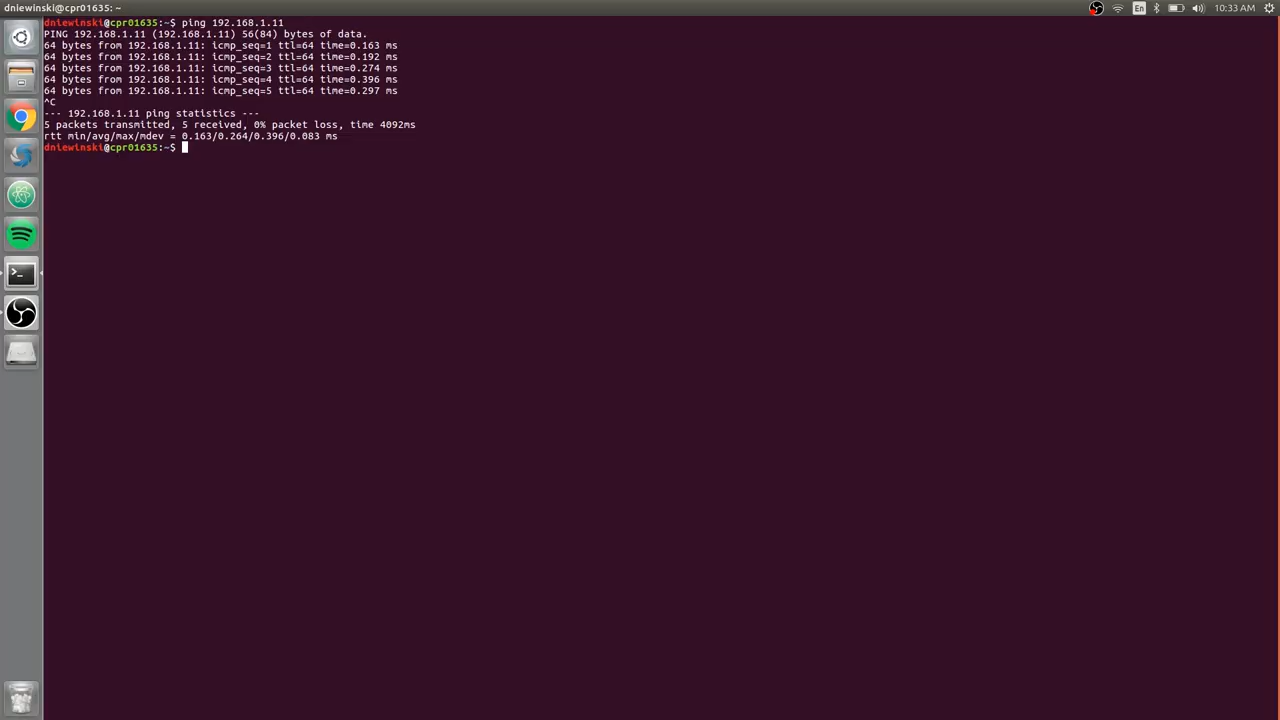 dniewinski@cpr01635: ~
En
10:33 AM
dniewinski@cpr01635:~$ ping 192.168.1.11
PING 192.168.1.11 (192.168.1.11) 56(84) bytes of data.
64 bytes from 192.168.1.11: icmp_seq=1 ttl=64 time=0.163 ms
64 bytes from 192.168.1.11: icmp_seq=2 ttl=64 time=0.192 ms
64 bytes from 192.168.1.11: icmp_seq=3 ttl=64 time=0.274 ms
64 bytes from 192.168.1.11: icmp_seq=4 ttl=64 time=0.396 ms
64 bytes from 192.168.1.11: icmp_seq=5 ttl=64 time=0.297 ms
^C
--- 192.168.1.11 ping statistics ---
5 packets transmitted, 5 received, 0% packet loss, time 4092ms
rtt min/avg/max/mdev = 0.163/0.264/0.396/0.083 ms
dniewinski@cpr01635:~$